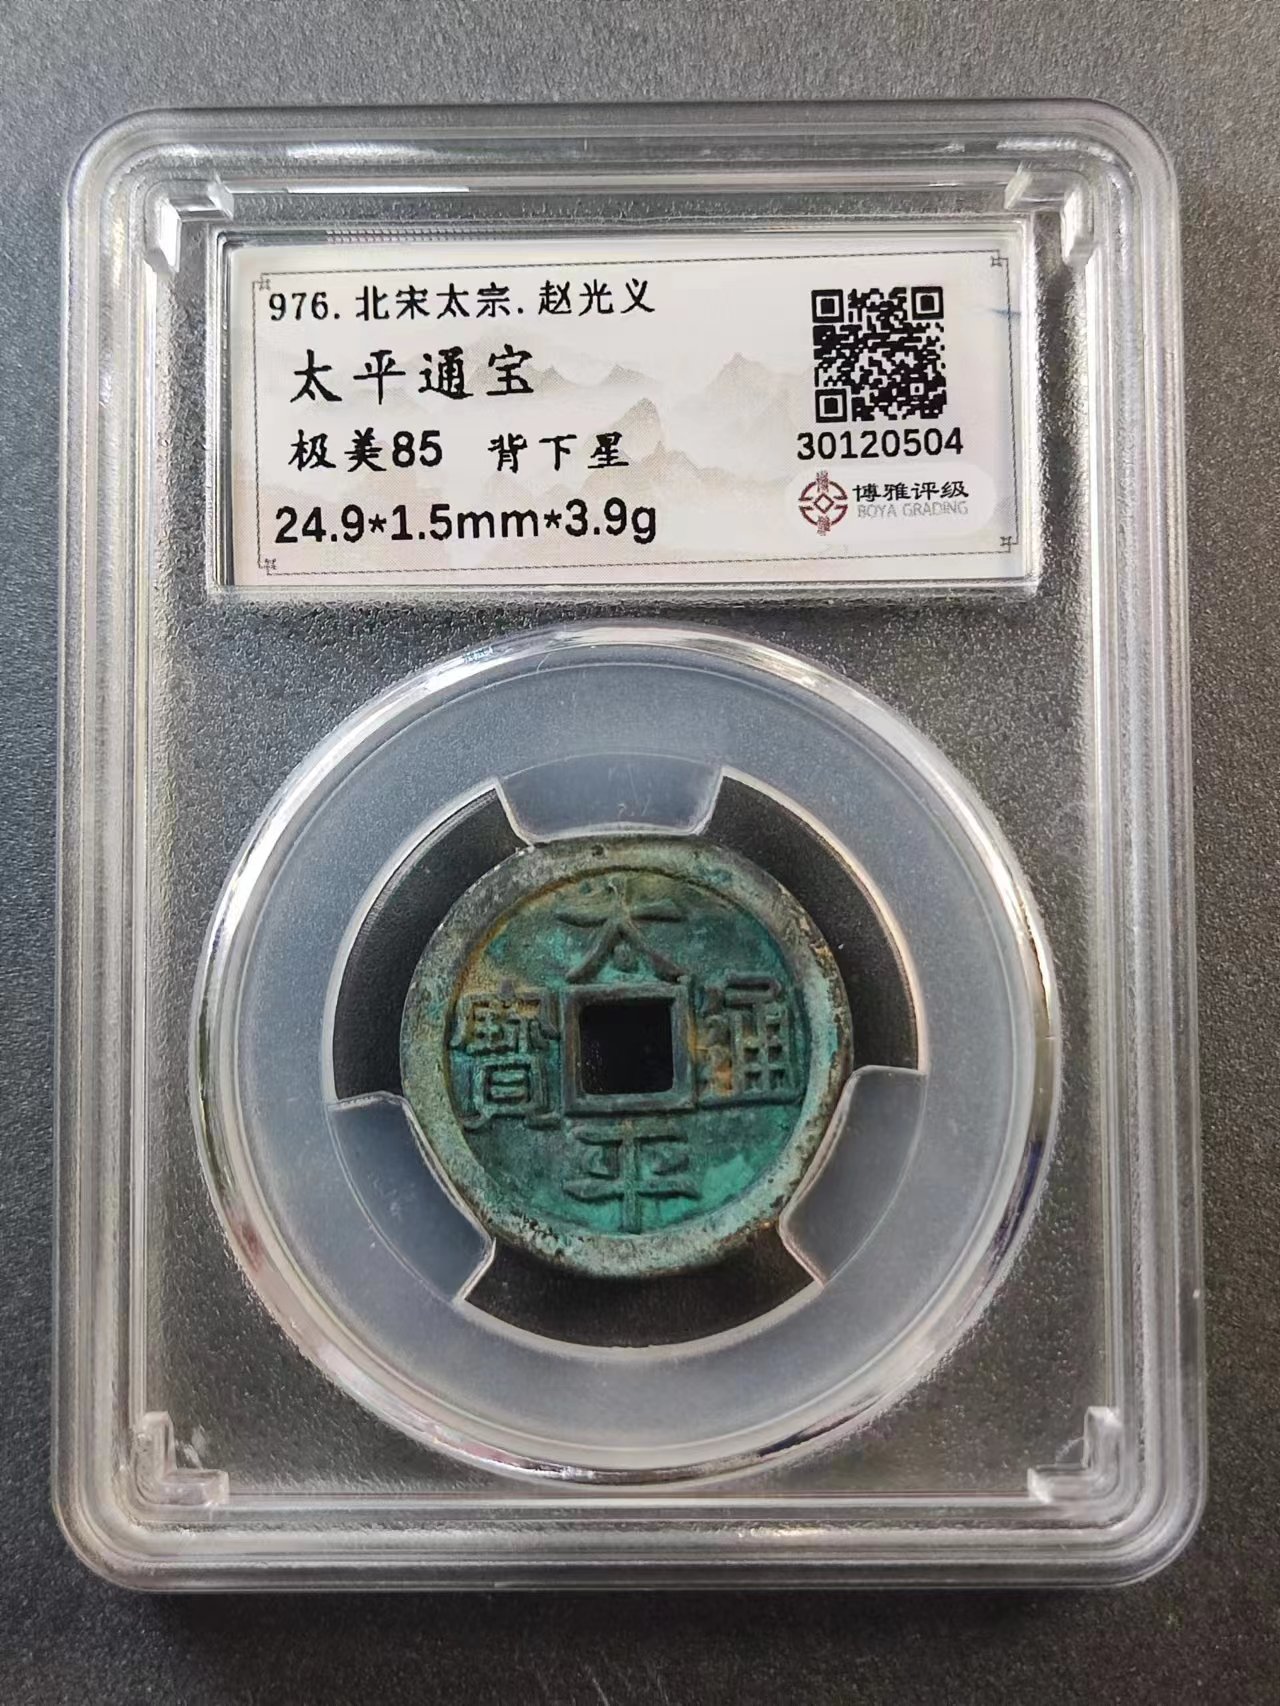 976.北宋太宗.赵光义
太平通宝
极美85 背下星
24.9*1.5mm*3.9g
30120504
博雅评级
BOYA GRADING
太
寶 通
平